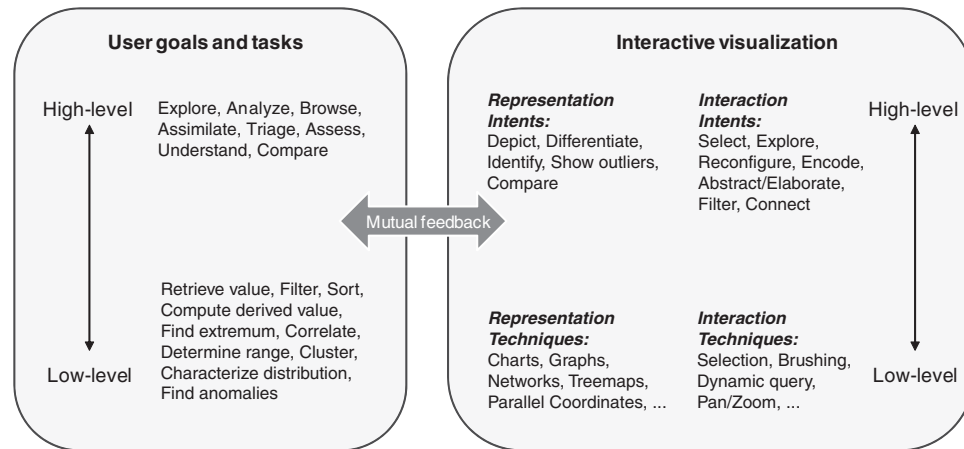 User goals and tasks
High-level
Explore, Analyze, Browse,
Assimilate, Triage, Assess,
Understand, Compare
Retrieve value, Filter, Sort,
Compute derived value,
Find extremum, Correlate,
Determine range, Cluster,
Characterize distribution,
Find anomalies
Low-level
Mutual feedback
Interactive visualization
Representation
Intents:
Depict, Differentiate,
Identify, Show outliers,
Compare
Interaction
Intents:
Select, Explore,
Reconfigure, Encode,
Abstract/Elaborate,
Filter, Connect
High-level
Representation
Techniques:
Charts, Graphs,
Networks, Treemaps,
Parallel Coordinates, ...
Interaction
Techniques:
Selection, Brushing,
Dynamic query,
Pan/Zoom, ...
Low-level